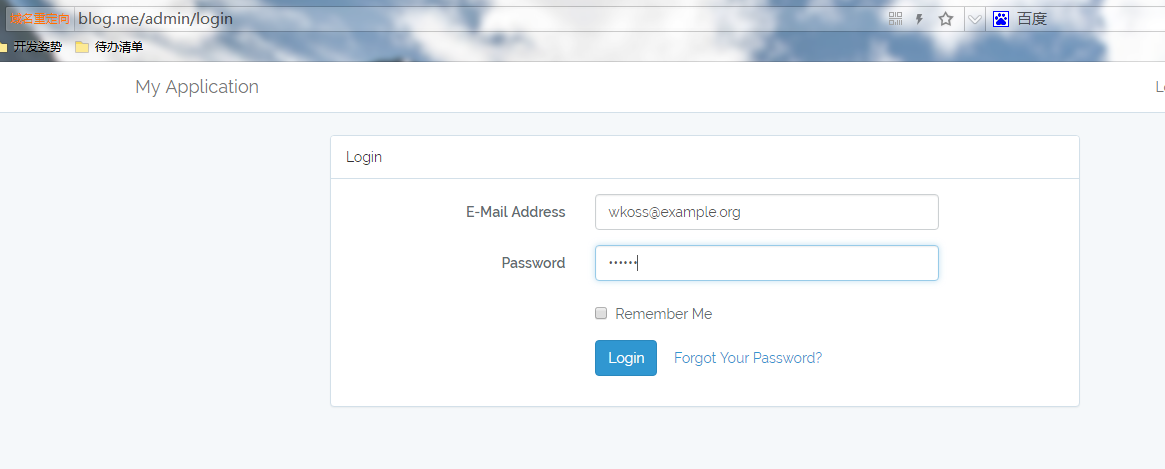 域名重定向 blog.me/admin/login 百度
开发姿势 待办清单
My Application
Login
E-Mail Address wkoss@example.org
Password ••••••
Remember Me
Login Forgot Your Password?